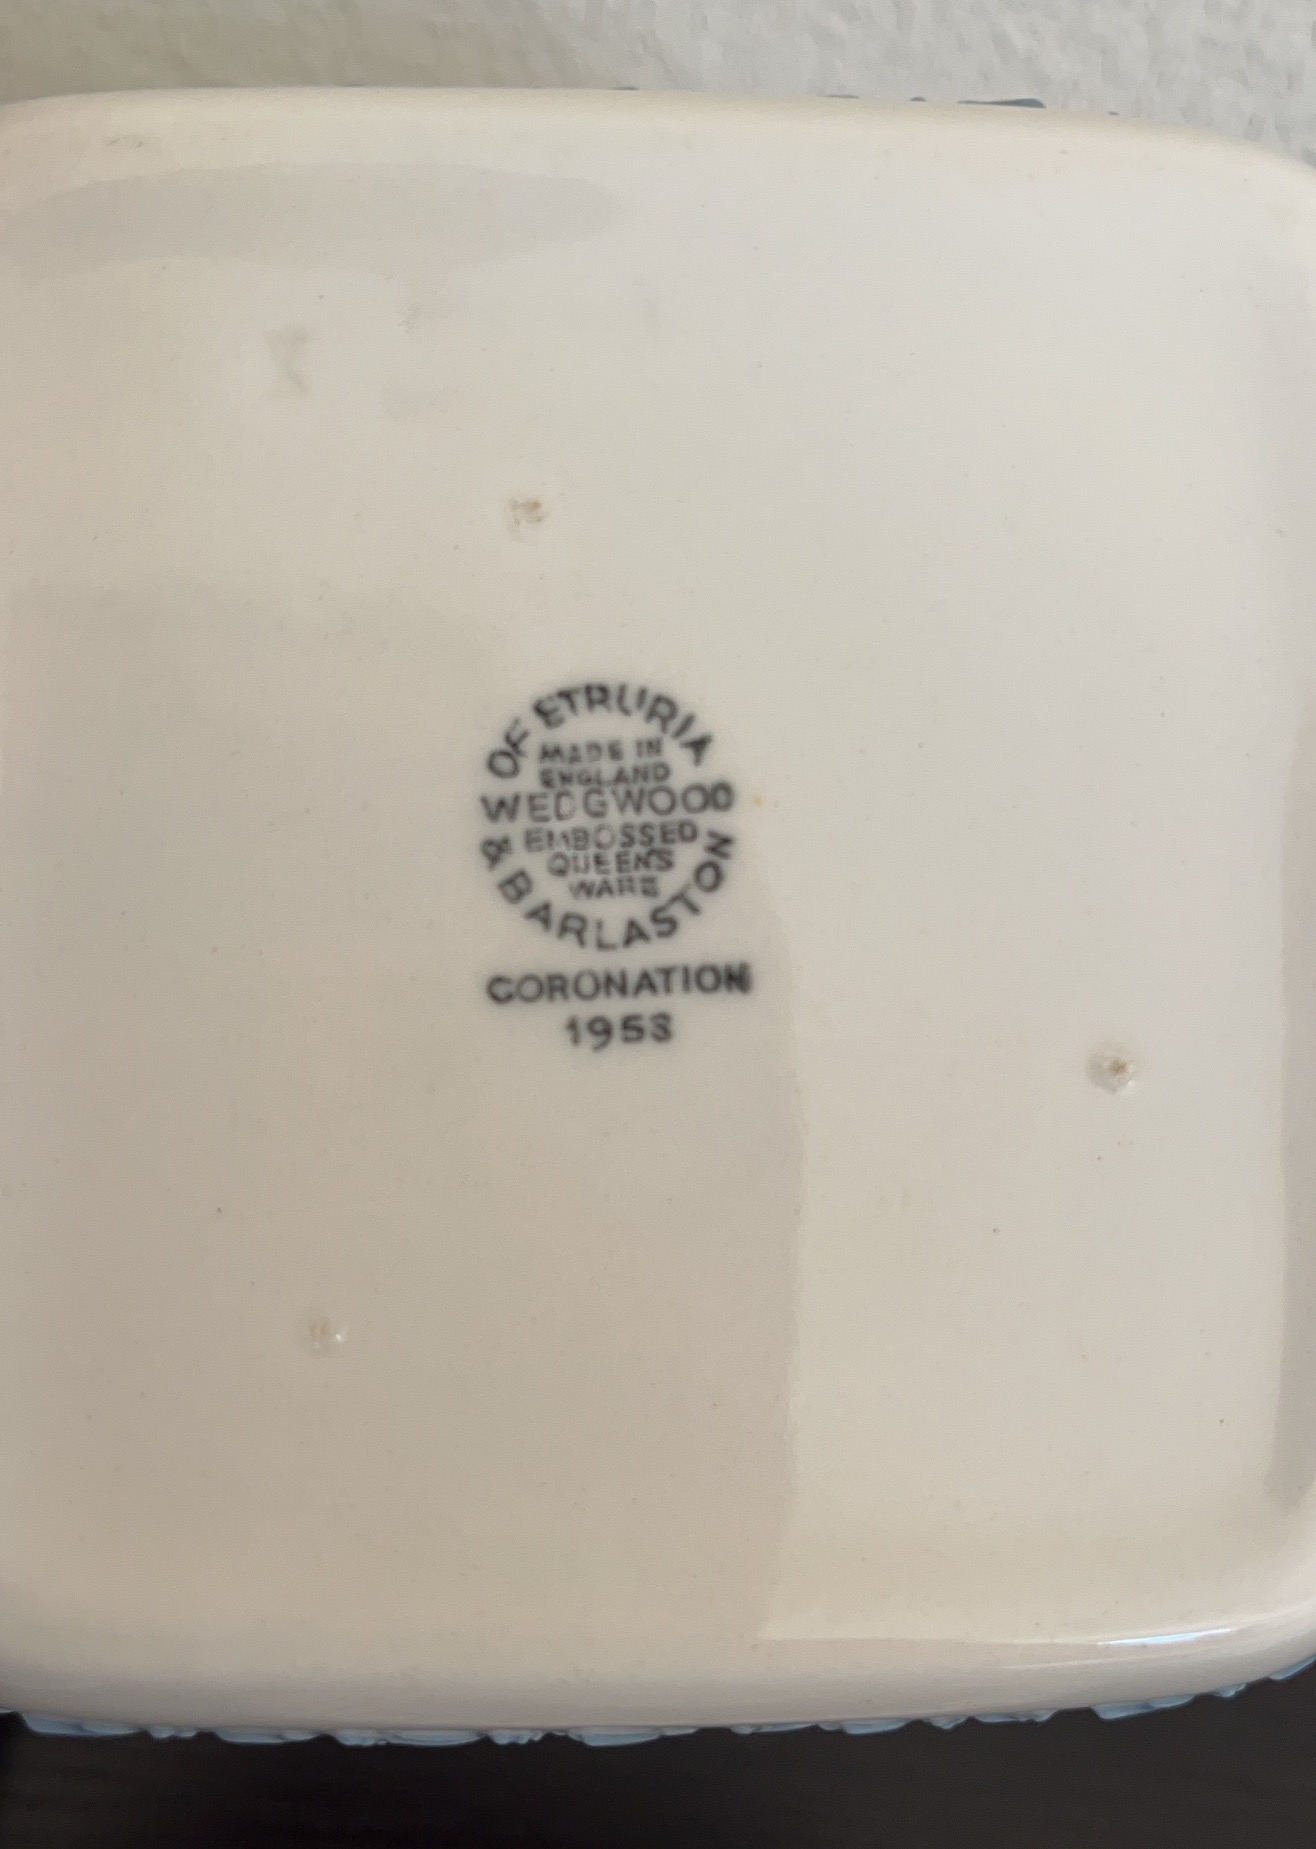 OF ETRURIA
MADE IN
ENGLAND
WEDGWOOD
EMBOSSED
QUEEN'S
WARE
& BARLASTON
CORONATION
1953